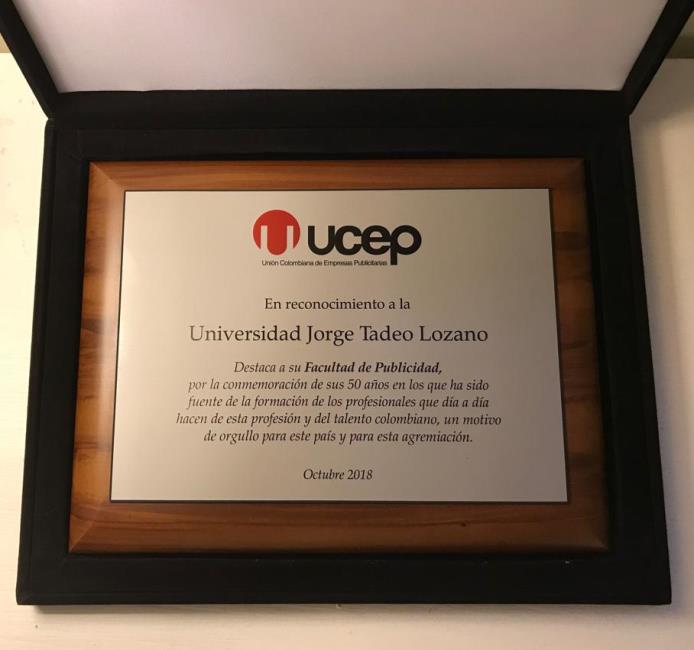 ucep
Unión Colombiana de Empresas Publicitarias
En reconocimiento a la
Universidad Jorge Tadeo Lozano
Destaca a su Facultad de Publicidad,
por la conmemoración de sus 50 años en los que ha sido
fuente de la formación de los profesionales que día a día
hacen de esta profesión y del talento colombiano, un motivo
de orgullo para este país y para esta agremiación.
Octubre 2018